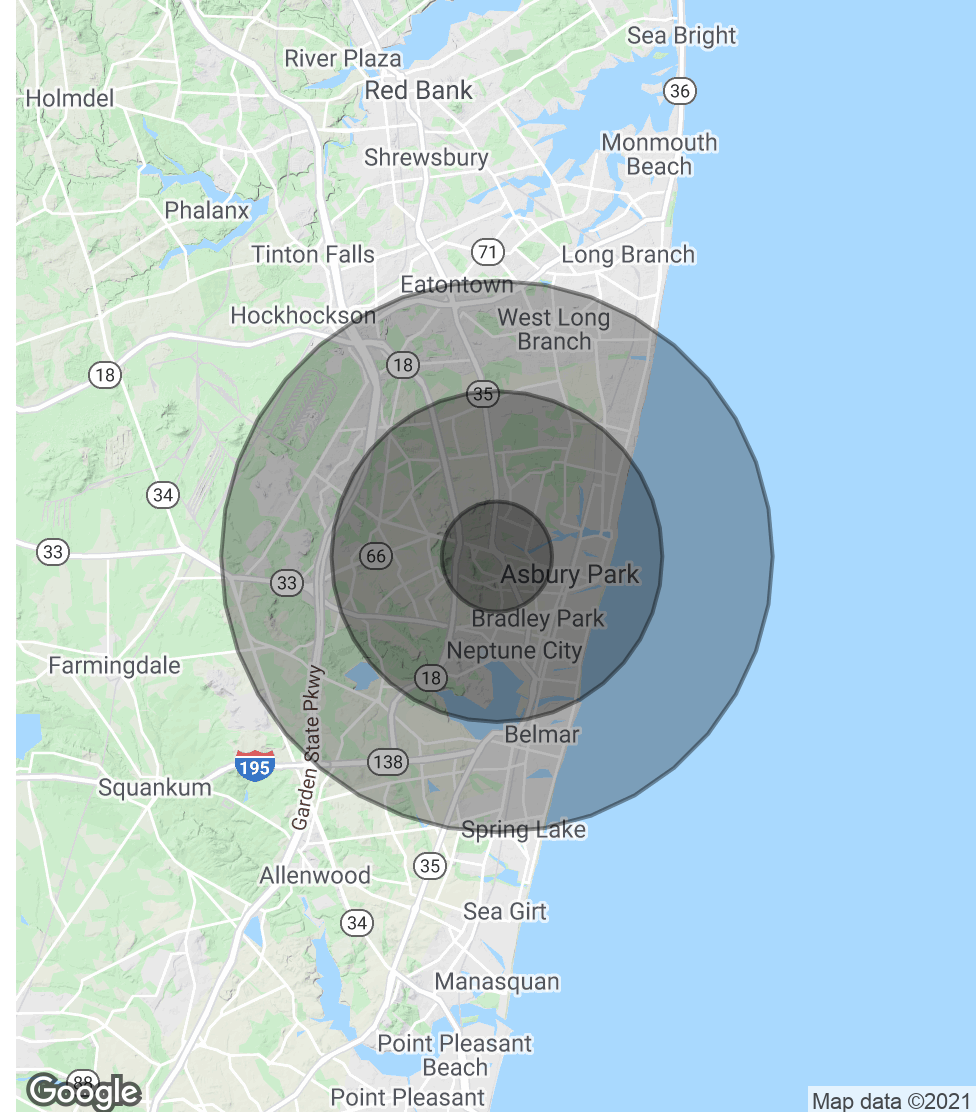 Sea Bright
River Plaza
Red Bank
36
Holmdel
Monmouth
Beach
Shrewsbury
Phalanx
71
Tinton Falls
Long Branch
Eatontown
Hockhockson
West Long
Branch
18
18
35
34
33
66
33
Asbury Park
Bradley Park
Neptune City
Farmingdale
18
Garden State Pkwy
Belmar
138
195
Squankum
Spring Lake
35
Allenwood
34
Sea Girt
Manasquan
Point Pleasant
Beach
88
Google
Point Pleasant
Map data ©2021